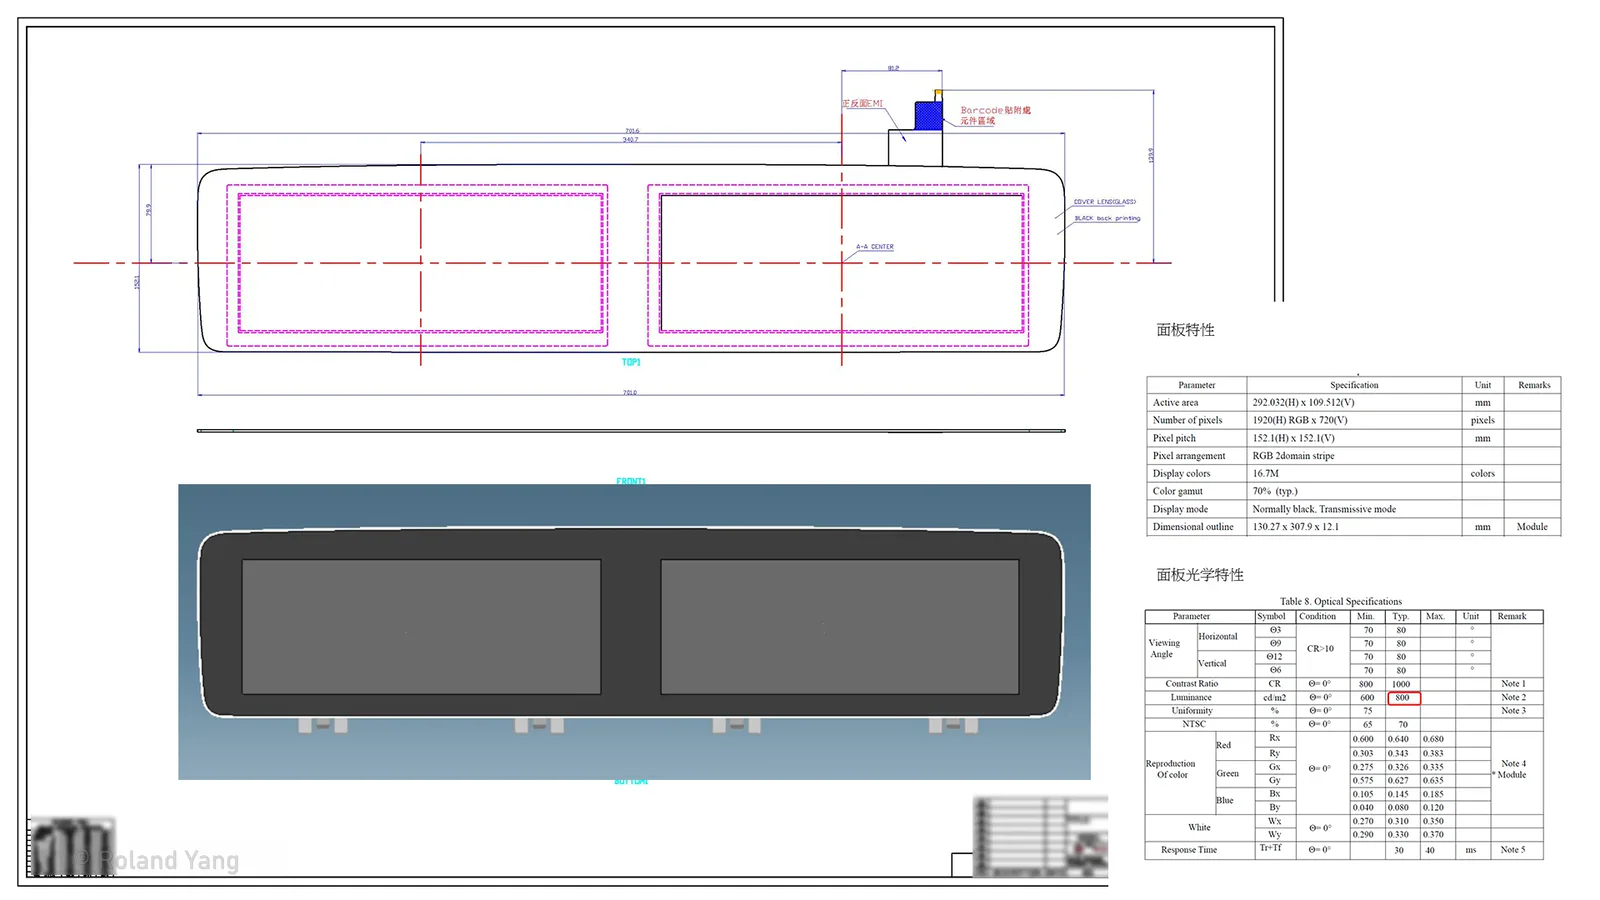 81.2
正反面EMI
Barcode貼附處
元件區域
701.6
340.7
129.9
79.9
152.1
COVER LENS(GLASS)
BLACK back printing
A-A CENTER
TOP1
701.0
FRONT1
BOTTOM1
© Roland Yang
面板特性
Parameter Specification Unit Remarks
Active area 292.032(H) x 109.512(V) mm
Number of pixels 1920(H) RGB x 720(V) pixels
Pixel pitch 152.1(H) x 152.1(V) mm
Pixel arrangement RGB 2domain stripe
Display colors 16.7M colors
Color gamut 70% (typ.)
Display mode Normally black, Transmissive mode
Dimensional outline 130.27 x 307.9 x 12.1 mm Module
面板光学特性
Table 8. Optical Specifications
Parameter Symbol Condition Min. Typ. Max. Unit Remark
Viewing Angle Horizontal Θ3 CR>10 70 80 °
Θ9 70 80 °
Vertical Θ12 70 80 °
Θ6 70 80 °
Contrast Ratio CR Θ= 0° 800 1000 Note 1
Luminance cd/m2 Θ= 0° 600 800 Note 2
Uniformity % Θ= 0° 75 Note 3
NTSC % Θ= 0° 65 70
Reproduction Of color Red Rx Θ= 0° 0.600 0.640 0.680 Note 4 * Module
Ry 0.303 0.343 0.383
Green Gx 0.275 0.326 0.335
Gy 0.575 0.627 0.635
Blue Bx 0.105 0.145 0.185
By 0.040 0.080 0.120
White Wx Θ= 0° 0.270 0.310 0.350
Wy 0.290 0.330 0.370
Response Time Tr+Tf Θ= 0° 30 40 ms Note 5